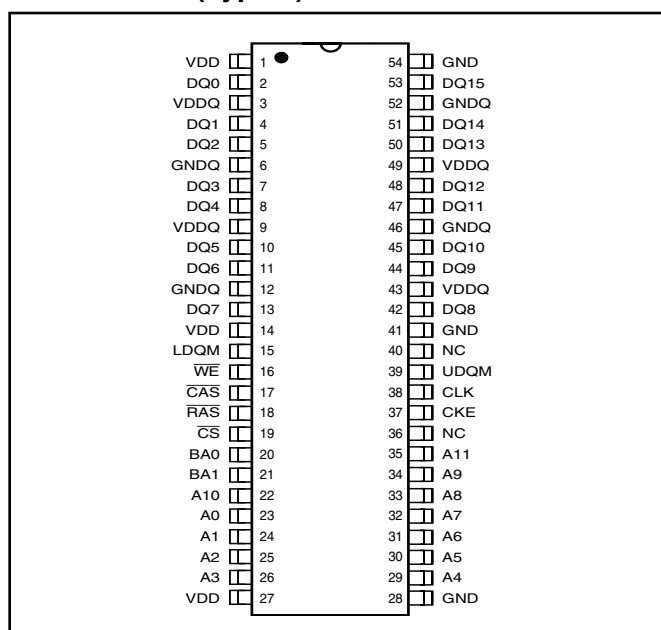 VDD 1 54 GND
DQ0 2 53 DQ15
VDDQ 3 52 GNDQ
DQ1 4 51 DQ14
DQ2 5 50 DQ13
GNDQ 6 49 VDDQ
DQ3 7 48 DQ12
DQ4 8 47 DQ11
VDDQ 9 46 GNDQ
DQ5 10 45 DQ10
DQ6 11 44 DQ9
GNDQ 12 43 VDDQ
DQ7 13 42 DQ8
VDD 14 41 GND
LDQM 15 40 NC
W̅E̅ 16 39 UDQM
C̅A̅S̅ 17 38 CLK
R̅A̅S̅ 18 37 CKE
C̅S̅ 19 36 NC
BA0 20 35 A11
BA1 21 34 A9
A10 22 33 A8
A0 23 32 A7
A1 24 31 A6
A2 25 30 A5
A3 26 29 A4
VDD 27 28 GND